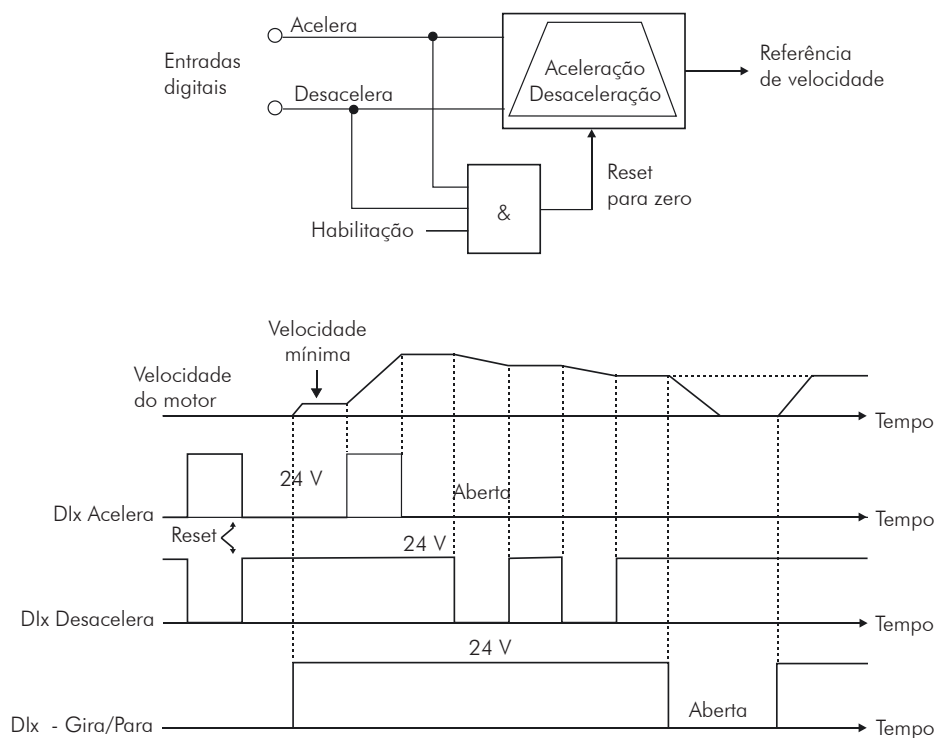 Acelera
Entradas
digitais
Desacelera
Aceleração
Desaceleração
Referência
de velocidade
Reset
para zero
&
Habilitação
Velocidade
mínima
Velocidade
do motor
Tempo
24 V
Aberta
DIx Acelera
Tempo
Reset
24 V
DIx Desacelera
Tempo
24 V
Aberta
DIx - Gira/Para
Tempo